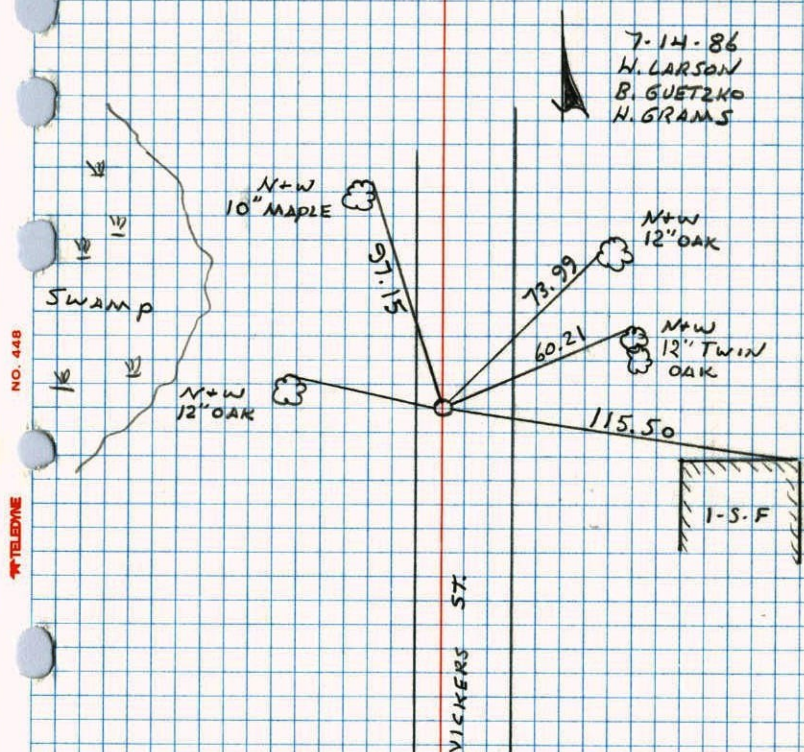 7-14-86
W. LARSON
B. GUETZKO
H. GRAMS
N+W
10" MAPLE
97.15
N+W
12" OAK
73.99
N+W
12" TWIN
OAK
60.21
SWAMP
N+W
12" OAK
115.50
I-S-F
VICKERS ST.
NO. 448
TELEDYNE